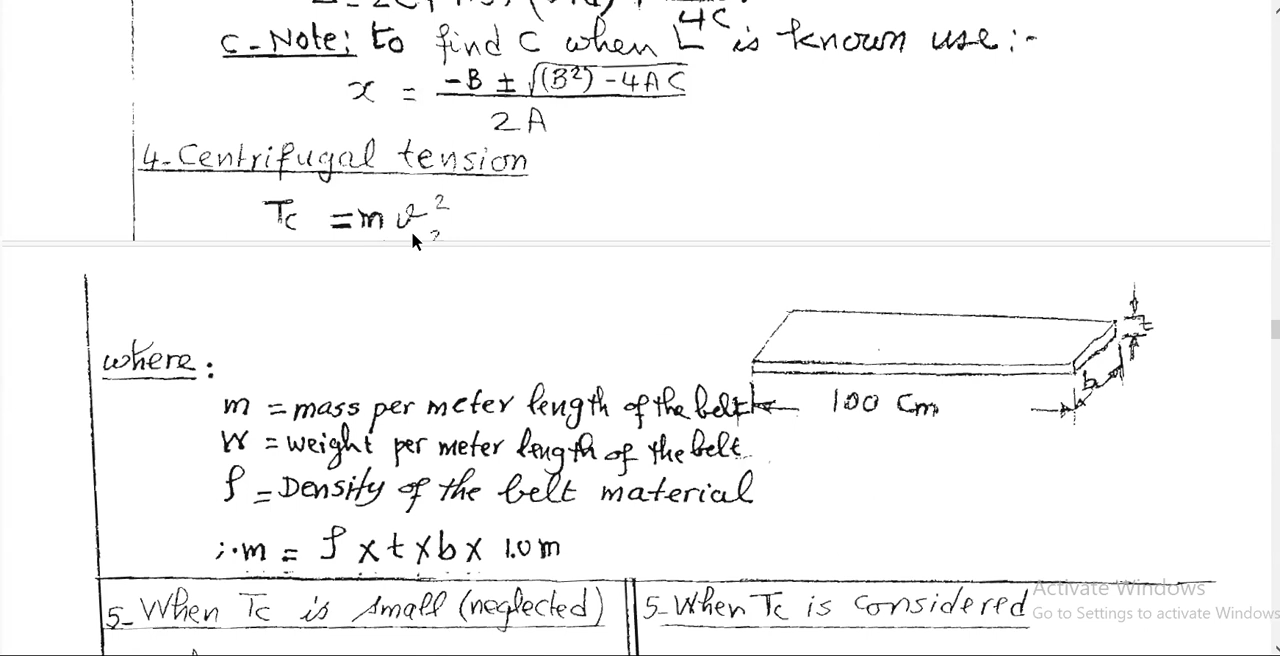 4C
C-Note: to find C when L is known use:-
x = -B ± √(B²) - 4AC
2A
4-Centrifugal tension
Tc = m v²
where:
t
b
100 Cm
m = mass per meter length of the belt
W = weight per meter length of the belt
ρ = Density of the belt material
∴ m = ρ x t x b x 1.0 m
5- When Tc is small (neglected)
5- When Tc is considered
Activate Windows
Go to Settings to activate Windows